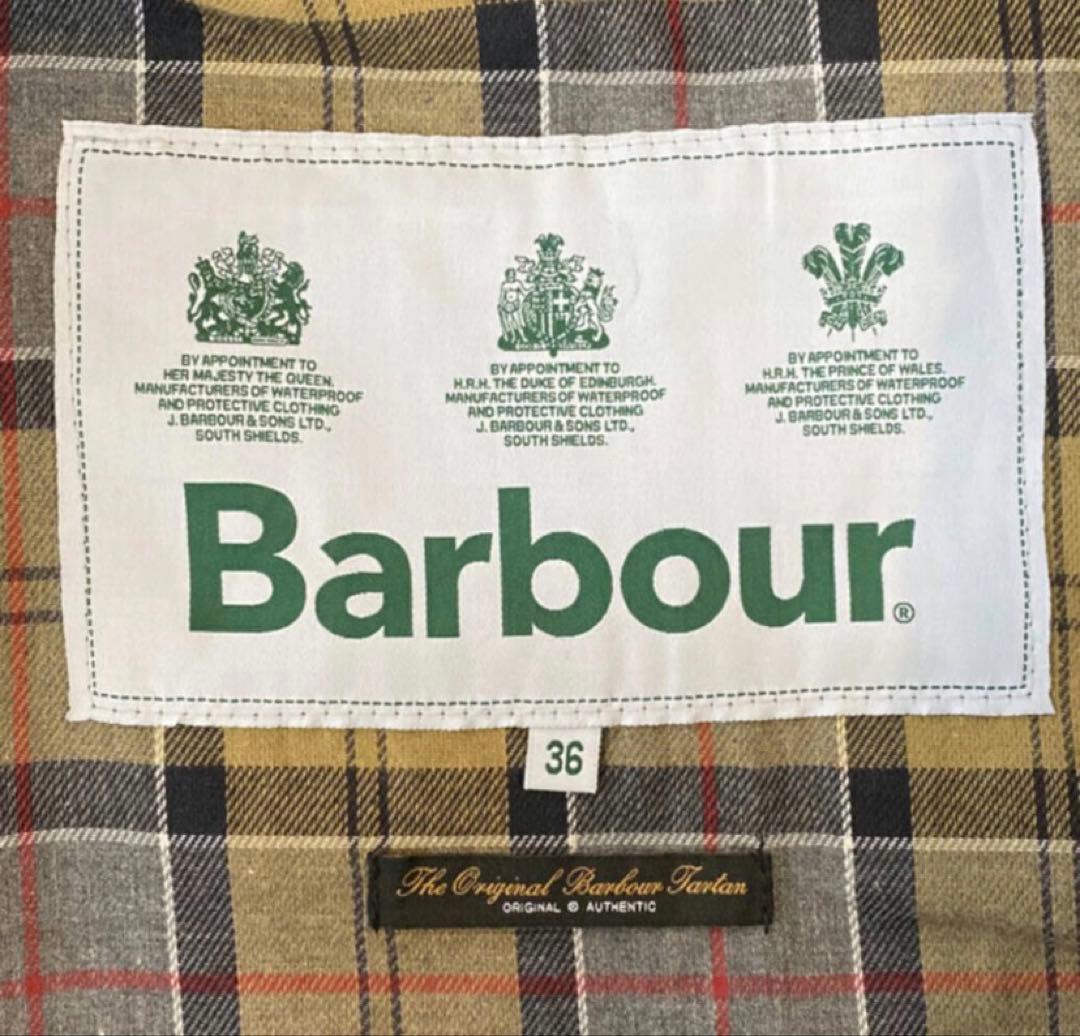 BY APPOINTMENT TO
HER MAJESTY THE QUEEN.
MANUFACTURERS OF WATERPROOF
AND PROTECTIVE CLOTHING
J. BARBOUR & SONS LTD.,
SOUTH SHIELDS.
BY APPOINTMENT TO
H.R.H. THE DUKE OF EDINBURGH.
MANUFACTURERS OF WATERPROOF
AND PROTECTIVE CLOTHING
J. BARBOUR & SONS LTD.,
SOUTH SHIELDS.
BY APPOINTMENT TO
H.R.H. THE PRINCE OF WALES.
MANUFACTURERS OF WATERPROOF
AND PROTECTIVE CLOTHING
J. BARBOUR & SONS LTD.,
SOUTH SHIELDS.
Barbour®
36
The Original Barbour Tartan
ORIGINAL ® AUTHENTIC